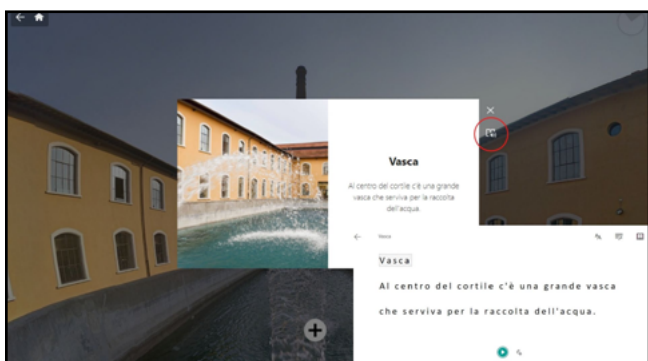 Vasca
Al centro del cortile c'è una grande
vasca che serviva per la raccolta
dell'acqua.
Vasca
Vasca
Al centro del cortile c'è una grande vasca
che serviva per la raccolta dell'acqua.